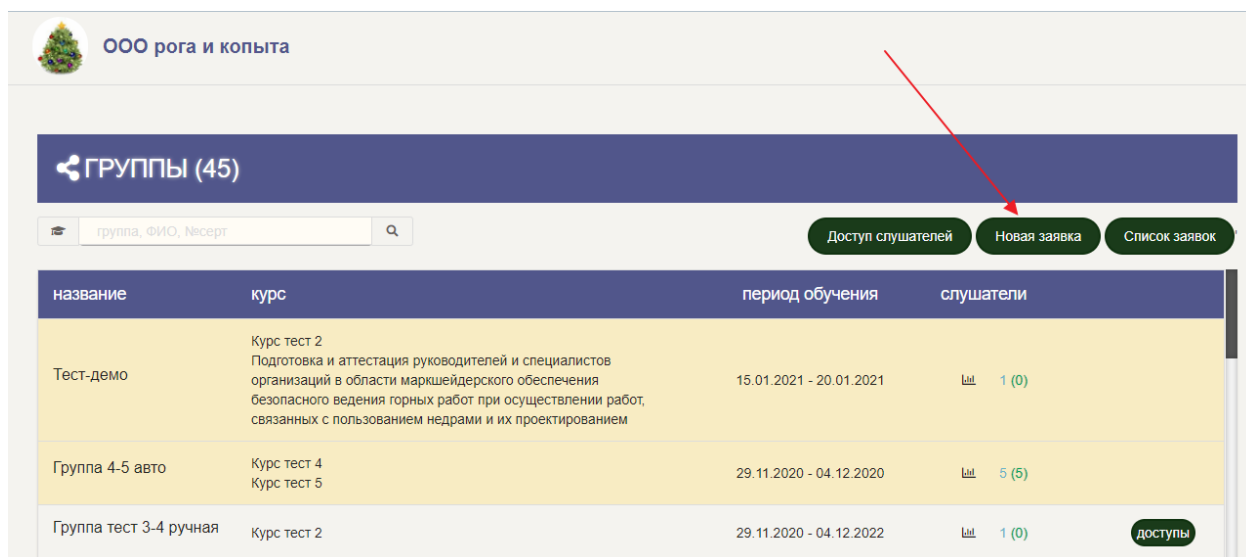 ООО рога и копыта
ГРУППЫ (45)
группа, ФИО, №серт
Доступ слушателей
Новая заявка
Список заявок
название курс период обучения слушатели
Тест-демо
Курс тест 2
Подготовка и аттестация руководителей и специалистов
организаций в области маркшейдерского обеспечения
безопасного ведения горных работ при осуществлении работ,
связанных с пользованием недрами и их проектированием
15.01.2021 - 20.01.2021
1 (0)
Группа 4-5 авто
Курс тест 4
Курс тест 5
29.11.2020 - 04.12.2020
5 (5)
Группа тест 3-4 ручная
Курс тест 2
29.11.2020 - 04.12.2022
1 (0)
доступы